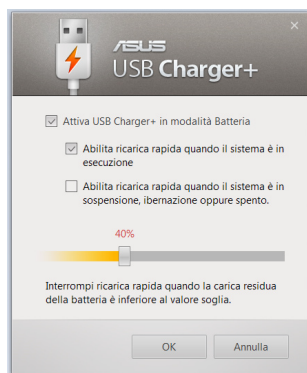 ASUS
USB Charger+
Attiva USB Charger+ in modalità Batteria
Abilita ricarica rapida quando il sistema è in
esecuzione
Abilita ricarica rapida quando il sistema è in
sospensione, ibernazione oppure spento.
40%
Interrompi ricarica rapida quando la carica residua
della batteria è inferiore al valore soglia.
OK Annulla